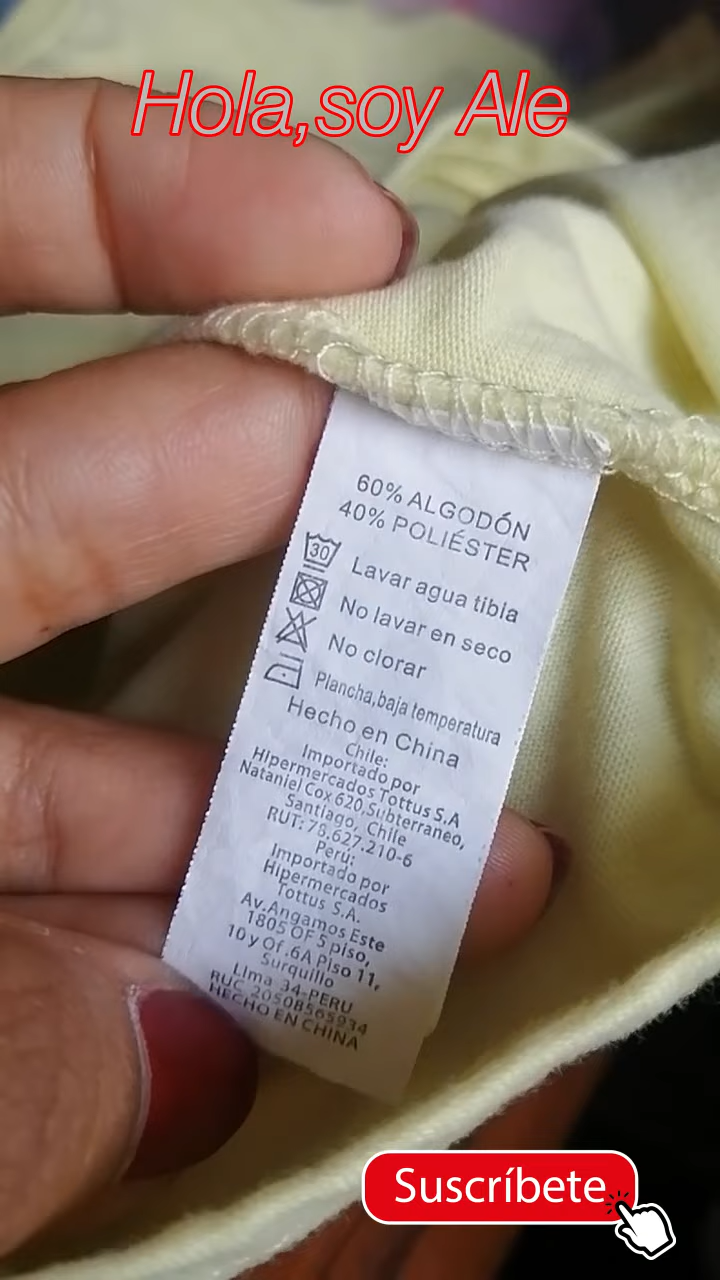 Hola,soy Ale
60% ALGODÓN
40% POLIÉSTER
30
Lavar agua tibia
No lavar en seco
No clorar
Plancha,baja temperatura
Hecho en China
Chile:
Importado por
Hipermercados Tottus S.A
Nataniel Cox 620,Subterraneo,
Santiago, Chile
RUT: 78.627.210-6
Perú:
Importado por
Hipermercados
Tottus S.A.
Av.Angamos Este
1805 OF 5 piso,
10 y Of .6A Piso 11,
Surquillo
Lima 34-PERU
RUC 20508565934
HECHO EN CHINA
Suscríbete